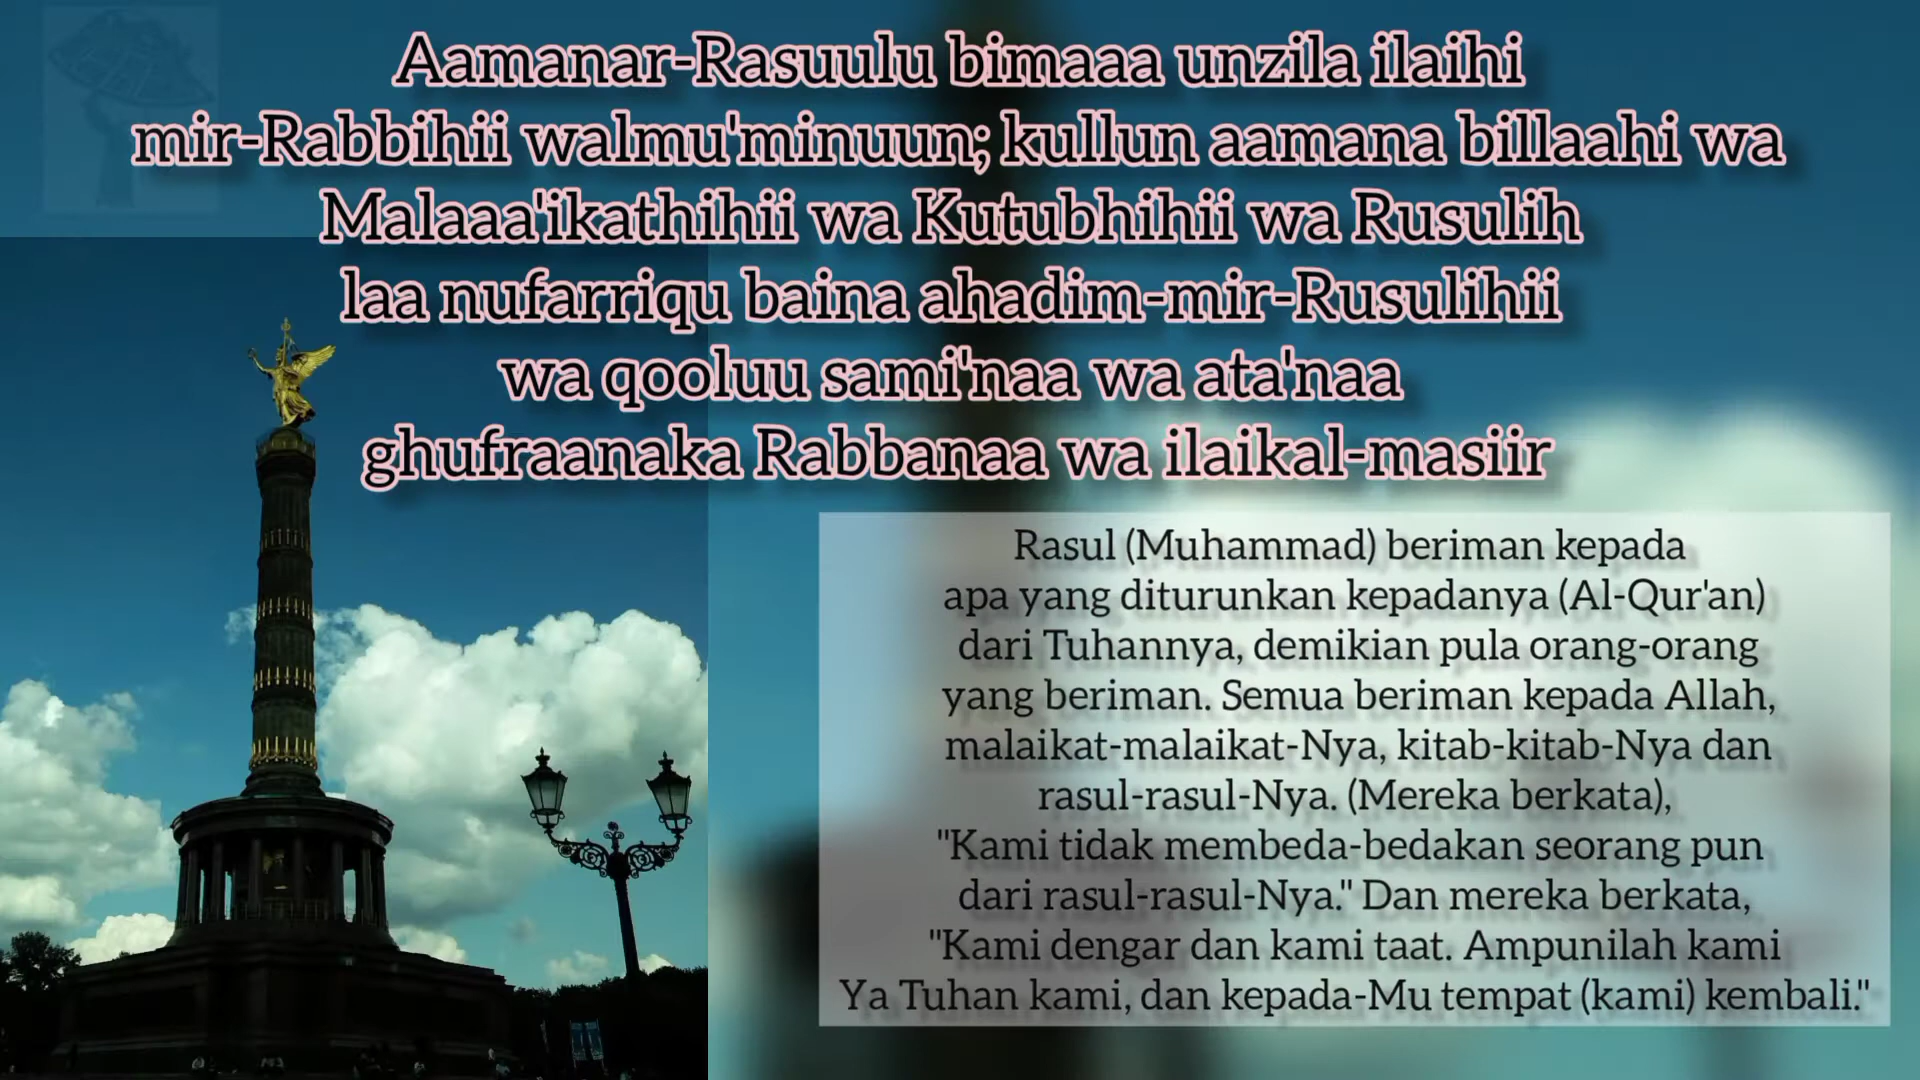 Aamanar-Rasuulu bimaaa unzila ilaihi
mir-Rabbihii walmu'minuun; kullun aamana billaahi wa
Malaaa'ikathihii wa Kutubhihii wa Rusulih
laa nufarriqu baina ahadim-mir-Rusulihii
wa qooluu sami'naa wa ata'naa
ghufraanaka Rabbanaa wa ilaikal-masiir
Rasul (Muhammad) beriman kepada
apa yang diturunkan kepadanya (Al-Qur'an)
dari Tuhannya, demikian pula orang-orang
yang beriman. Semua beriman kepada Allah,
malaikat-malaikat-Nya, kitab-kitab-Nya dan
rasul-rasul-Nya. (Mereka berkata),
"Kami tidak membeda-bedakan seorang pun
dari rasul-rasul-Nya." Dan mereka berkata,
"Kami dengar dan kami taat. Ampunilah kami
Ya Tuhan kami, dan kepada-Mu tempat (kami) kembali."